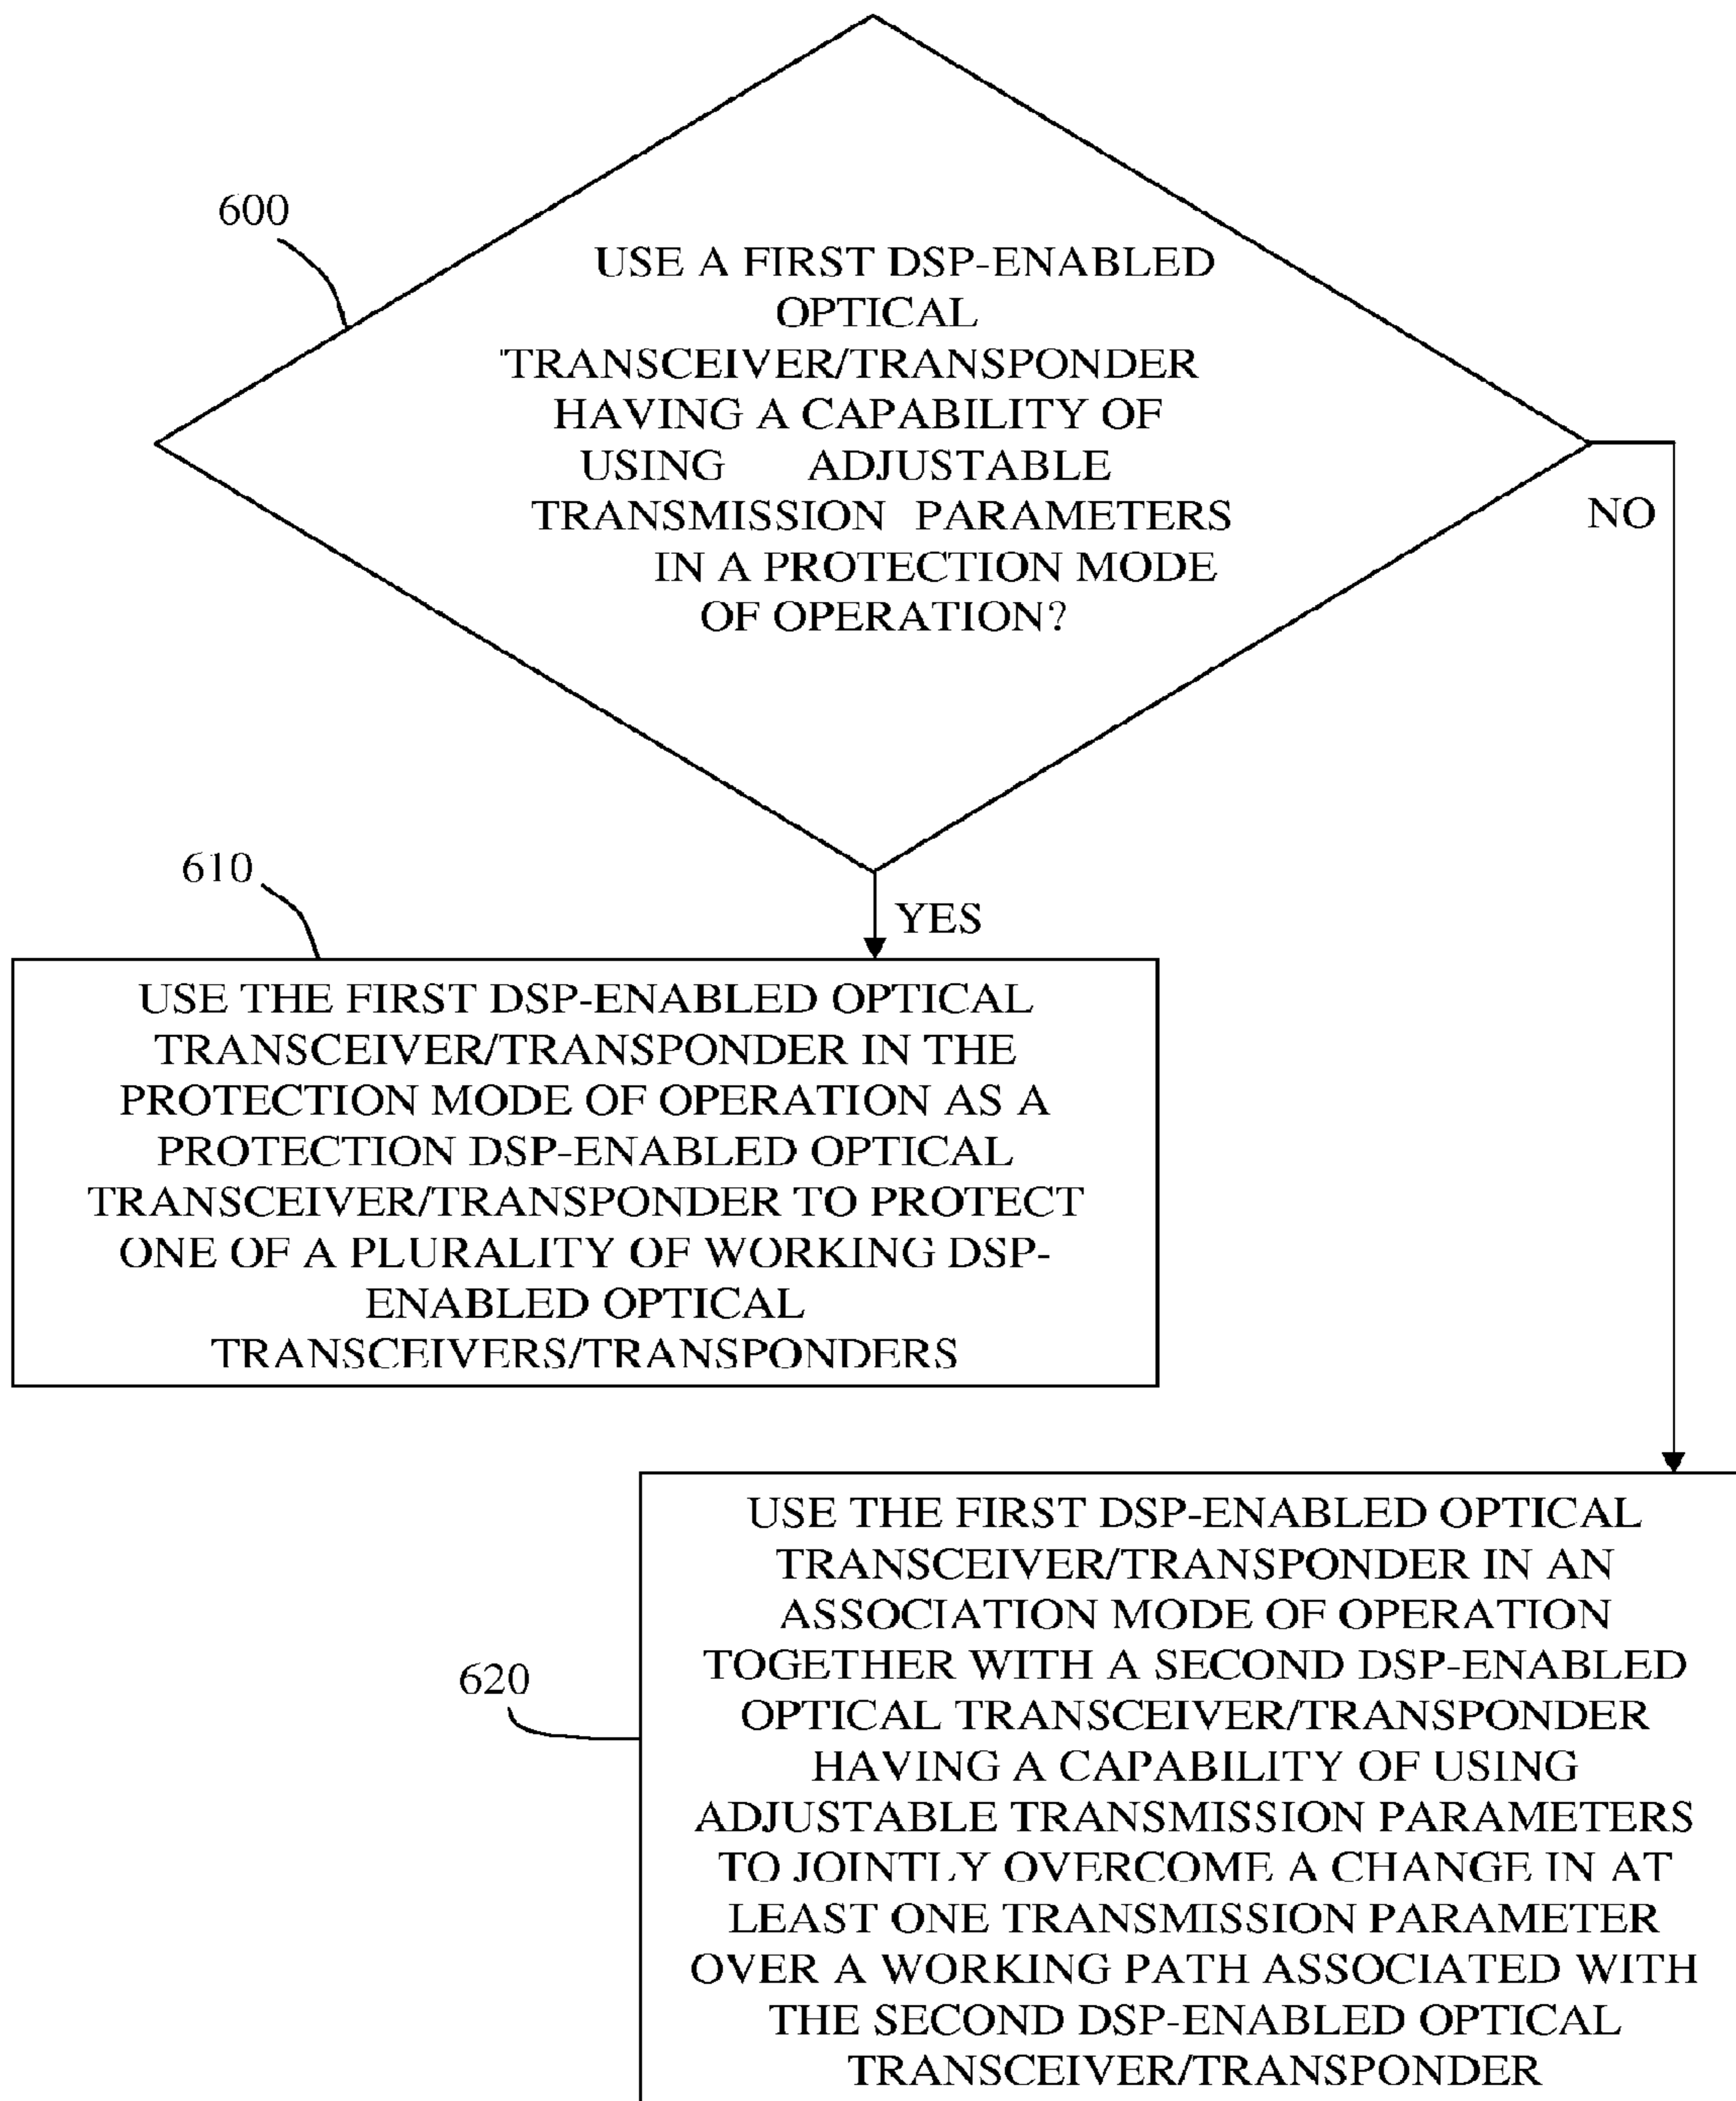 600
USE A FIRST DSP-ENABLED
OPTICAL
TRANSCEIVER/TRANSPONDER
HAVING A CAPABILITY OF
USING ADJUSTABLE
TRANSMISSION PARAMETERS
IN A PROTECTION MODE
OF OPERATION?
NO
610
YES
USE THE FIRST DSP-ENABLED OPTICAL
TRANSCEIVER/TRANSPONDER IN THE
PROTECTION MODE OF OPERATION AS A
PROTECTION DSP-ENABLED OPTICAL
TRANSCEIVER/TRANSPONDER TO PROTECT
ONE OF A PLURALITY OF WORKING DSP-
ENABLED OPTICAL
TRANSCEIVERS/TRANSPONDERS
620
USE THE FIRST DSP-ENABLED OPTICAL
TRANSCEIVER/TRANSPONDER IN AN
ASSOCIATION MODE OF OPERATION
TOGETHER WITH A SECOND DSP-ENABLED
OPTICAL TRANSCEIVER/TRANSPONDER
HAVING A CAPABILITY OF USING
ADJUSTABLE TRANSMISSION PARAMETERS
TO JOINTLY OVERCOME A CHANGE IN AT
LEAST ONE TRANSMISSION PARAMETER
OVER A WORKING PATH ASSOCIATED WITH
THE SECOND DSP-ENABLED OPTICAL
TRANSCEIVER/TRANSPONDER